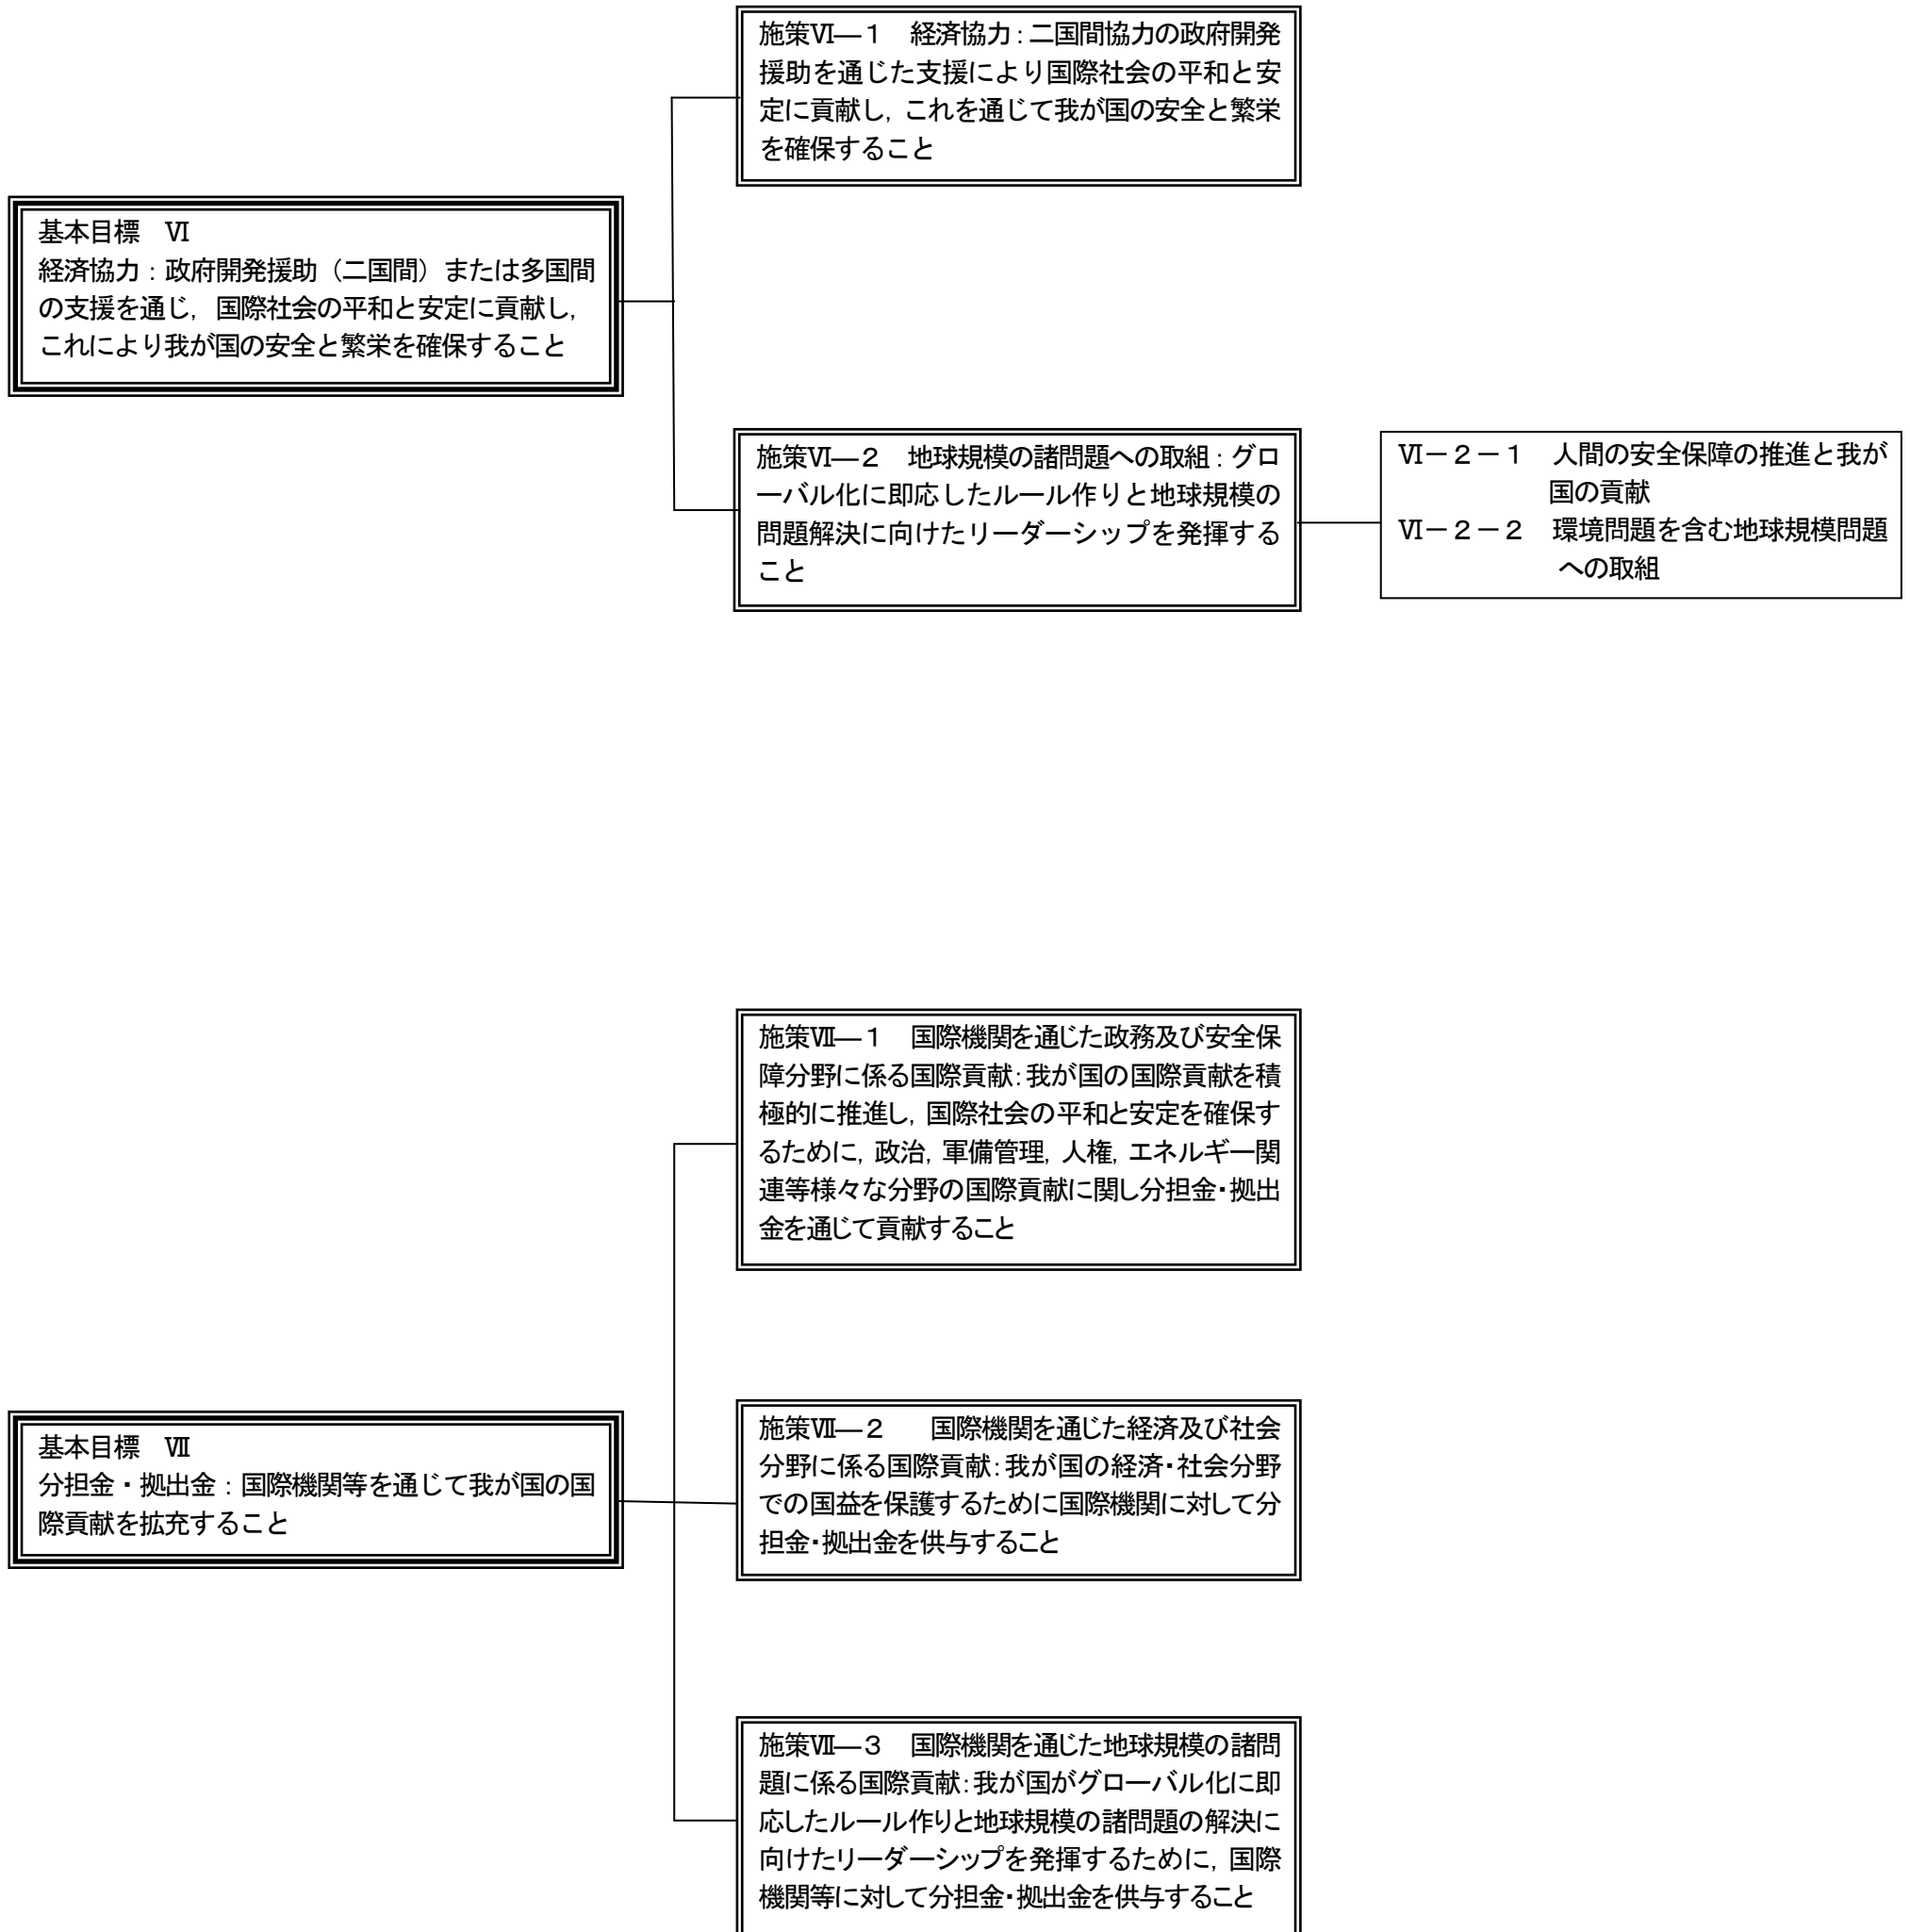 施策Ⅵ―１　経済協力：二国間協力の政府開発
援助を通じた支援により国際社会の平和と安
定に貢献し，これを通じて我が国の安全と繁栄
を確保すること
基本目標　Ⅵ
経済協力：政府開発援助（二国間）または多国間
の支援を通じ，国際社会の平和と安定に貢献し，
これにより我が国の安全と繁栄を確保すること
施策Ⅵ―２　地球規模の諸問題への取組：グロ
ーバル化に即応したルール作りと地球規模の
問題解決に向けたリーダーシップを発揮する
こと
Ⅵ－２－１　人間の安全保障の推進と我が
国の貢献
Ⅵ－２－２　環境問題を含む地球規模問題
への取組
施策Ⅶ―１　国際機関を通じた政務及び安全保
障分野に係る国際貢献：我が国の国際貢献を積
極的に推進し，国際社会の平和と安定を確保す
るために，政治，軍備管理，人権，エネルギー関
連等様々な分野の国際貢献に関し分担金・拠出
金を通じて貢献すること
基本目標　Ⅶ
分担金・拠出金：国際機関等を通じて我が国の国
際貢献を拡充すること
施策Ⅶ―２　国際機関を通じた経済及び社会
分野に係る国際貢献：我が国の経済・社会分野
での国益を保護するために国際機関に対して分
担金・拠出金を供与すること
施策Ⅶ―３　国際機関を通じた地球規模の諸問
題に係る国際貢献：我が国がグローバル化に即
応したルール作りと地球規模の諸問題の解決に
向けたリーダーシップを発揮するために，国際
機関等に対して分担金・拠出金を供与すること